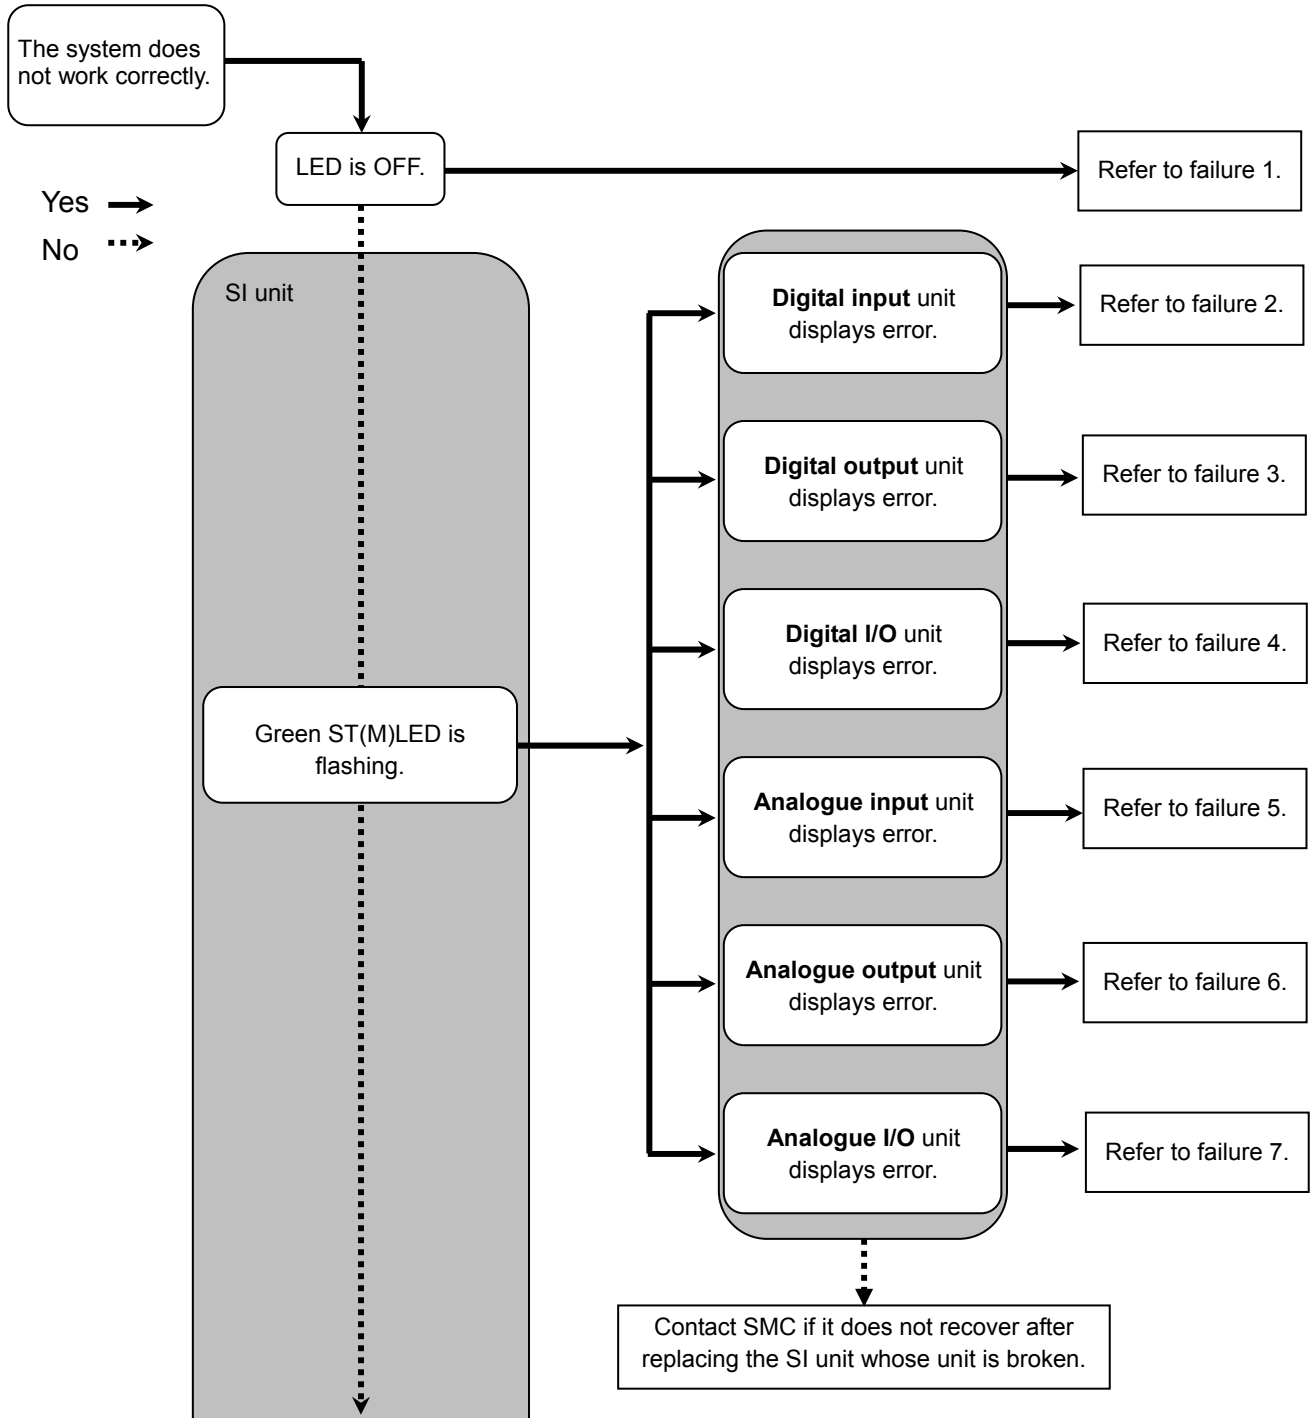 The system does
not work correctly.
LED is OFF.
Refer to failure 1.
Yes
No
SI unit
Digital input unit
displays error.
Refer to failure 2.
Digital output unit
displays error.
Refer to failure 3.
Digital I/O unit
displays error.
Refer to failure 4.
Green ST(M)LED is
flashing.
Analogue input unit
displays error.
Refer to failure 5.
Analogue output unit
displays error.
Refer to failure 6.
Analogue I/O unit
displays error.
Refer to failure 7.
Contact SMC if it does not recover after
replacing the SI unit whose unit is broken.